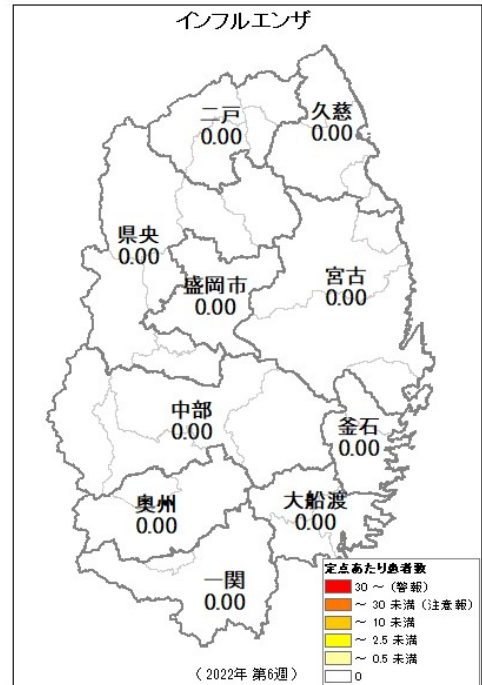 インフルエンザ
二戸
0.00
久慈
0.00
県央
0.00
盛岡市
0.00
宮古
0.00
中部
0.00
釜石
0.00
奥州
0.00
大船渡
0.00
一関
0.00
定点あたり患者数
30 ～ (警報)
～ 30 未満 (注意報)
～ 10 未満
～ 2.5 未満
～ 0.5 未満
0
( 2022年 第6週 )